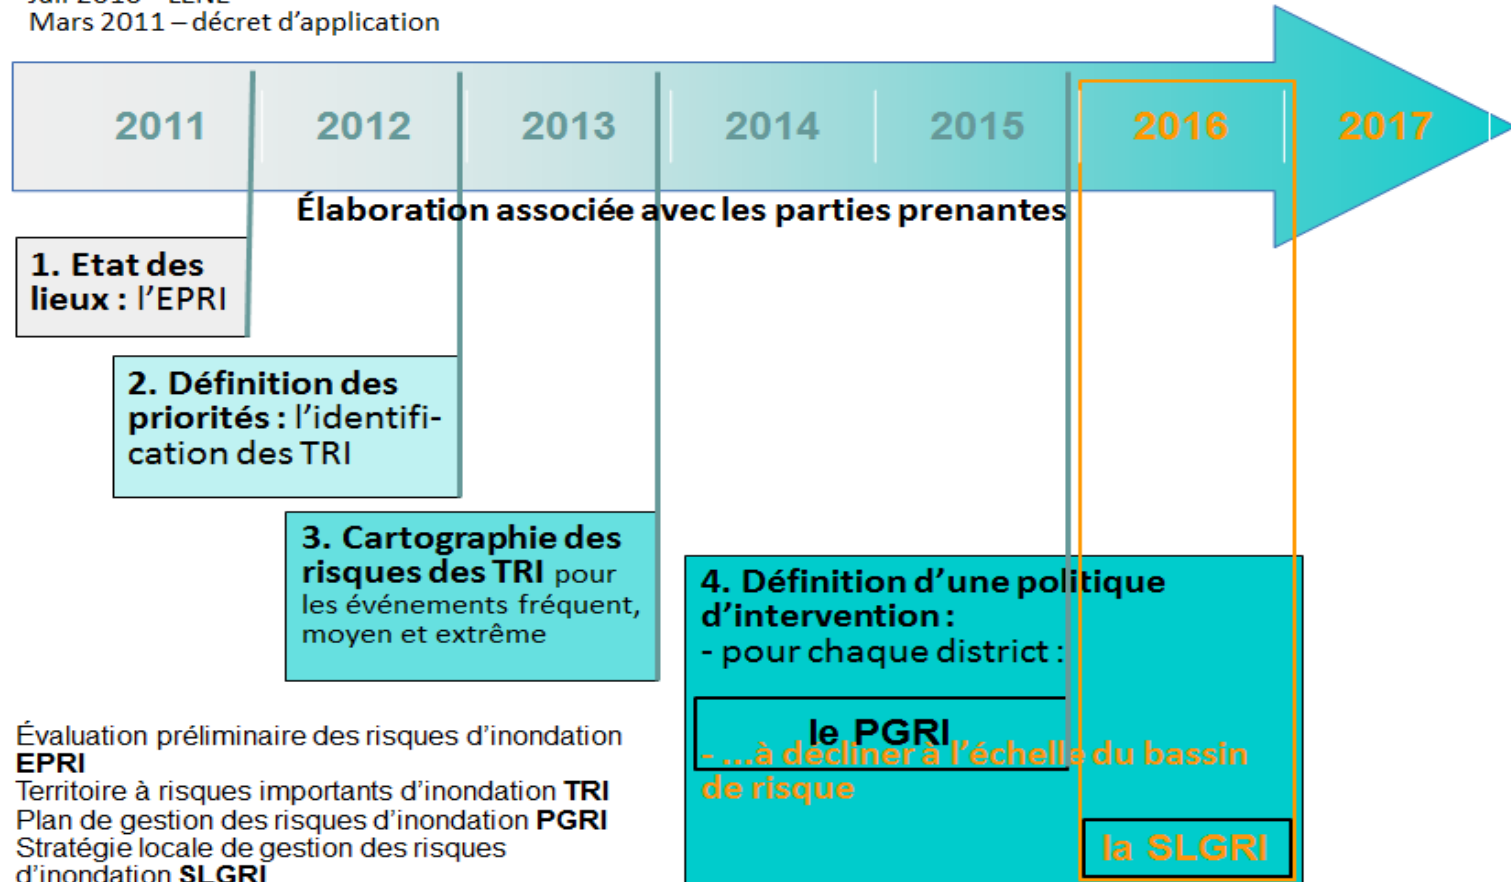 Mars 2011 – décret d'application
2011 2012 2013 2014 2015 2016 2017
Élaboration associée avec les parties prenantes
1. Etat des
lieux : l'EPRI
2. Définition des
priorités : l'identifi-
cation des TRI
3. Cartographie des
risques des TRI pour
les événements fréquent,
moyen et extrême
4. Définition d'une politique
d'intervention :
- pour chaque district :
le PGRI
- ...à décliner à l'échelle du bassin
de risque
la SLGRI
Évaluation préliminaire des risques d'inondation
EPRI
Territoire à risques importants d'inondation TRI
Plan de gestion des risques d'inondation PGRI
Stratégie locale de gestion des risques
d'inondation SLGRI